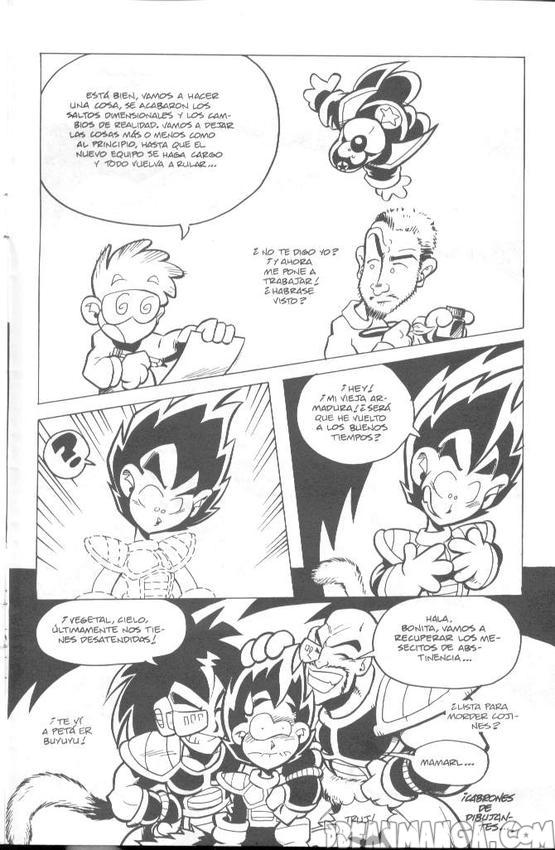 ESTÁ BIEN, VAMOS A HACER
UNA COSA, SE ACABARON LOS
SALTOS DIMENSIONALES Y LOS CAM-
BIOS DE REALIDAD. VAMOS A DEJAR
LAS COSAS MÁS O MENOS COMO
AL PRINCIPIO, HASTA QUE EL
NUEVO EQUIPO SE HAGA CARGO
Y TODO VUELVA A RULAR...
¿NO TE DIGO YO?
¡Y AHORA
ME PONE A
TRABAJAR!
¿HABRASE
VISTO?
?!
¡HEY!
¡MI VIEJA AR-
MADURA! ¿SERÁ
QUE HE VUELTO
A LOS BUENOS
TIEMPOS?
¡VEGETAL, CIELO,
ÚLTIMAMENTE NOS TIE-
NES DESATENDIDAS!
HALA,
BONITA, VAMOS A
RECUPERAR LOS ME-
SECITOS DE ABS-
TINENCIA...
¡TE VÍ
A PETÁ ER
BUYUYU!
¿LISTA PARA
MORDER COJI-
NES?
MAMARL...
¡CABRONES
DE
DIBUJAN-
TES...
TRUJ!
DREAMMANGA.COM